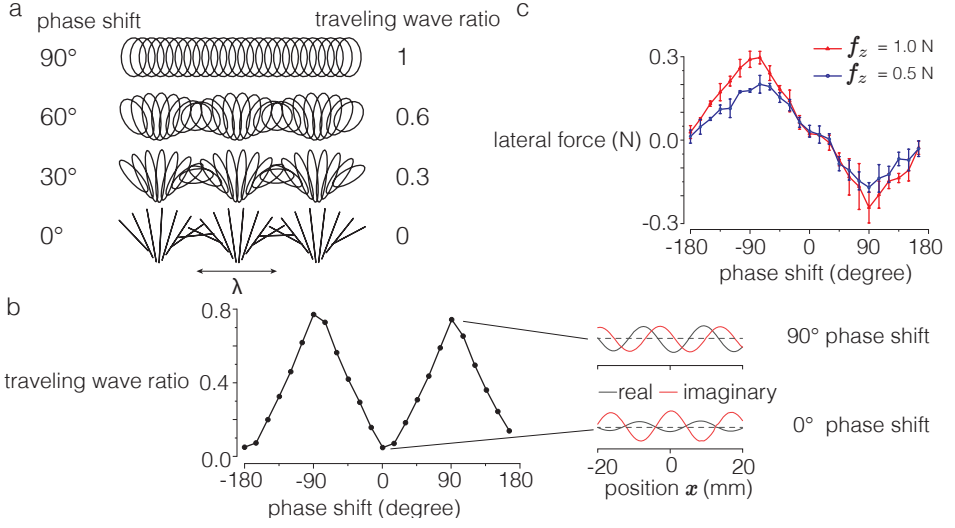 a
phase shift
traveling wave ratio
90°
1
60°
0.6
30°
0.3
0°
0
λ
c
f_z = 1.0 N
f_z = 0.5 N
lateral force (N)
0.3
0.0
-0.3
-180 -90 0 90 180
phase shift (degree)
b
traveling wave ratio
0.8
0.4
0.0
-180 -90 0 90 180
phase shift (degree)
90° phase shift
real imaginary
0° phase shift
-20 0 20
position x (mm)